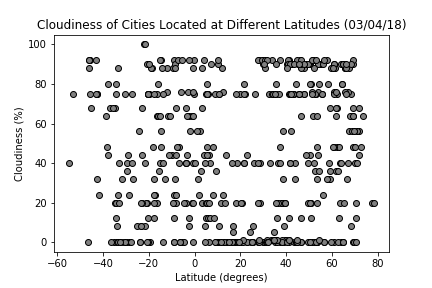 Cloudiness of Cities Located at Different Latitudes (03/04/18)
100
80
60
40
20
0
Cloudiness (%)
−60 −40 −20 0 20 40 60 80
Latitude (degrees)